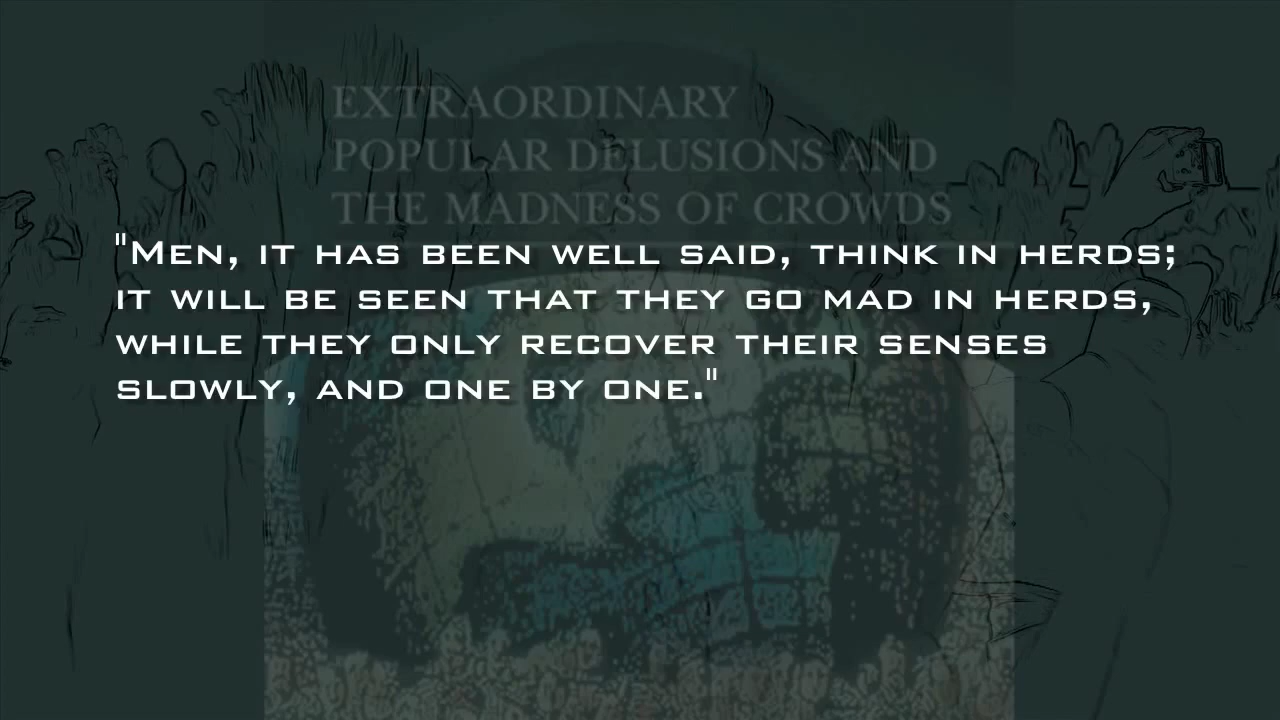 EXTRAORDINARY
POPULAR DELUSIONS AND
THE MADNESS OF CROWDS
"Men, it has been well said, think in herds;
it will be seen that they go mad in herds,
while they only recover their senses
slowly, and one by one."